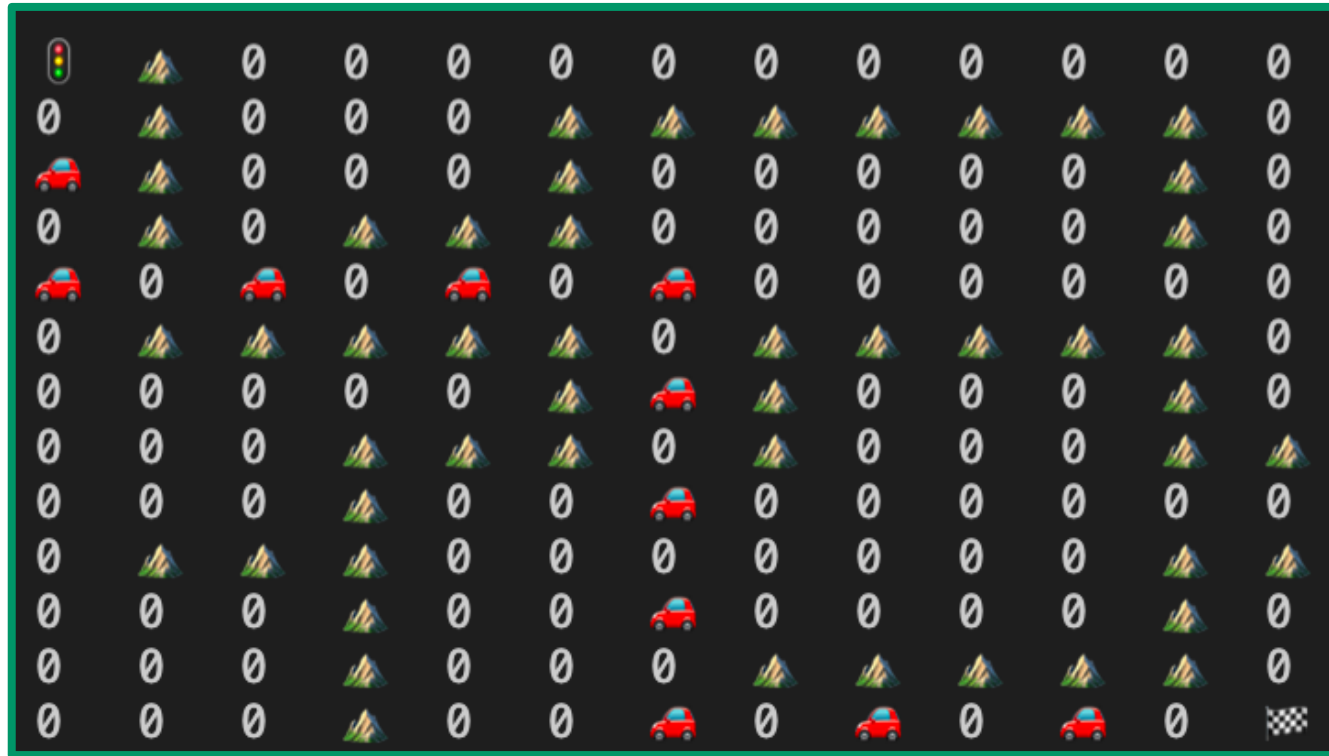 🚦 ⛰️ 0 0 0 0 0 0 0 0 0 0 0
0 ⛰️ 0 0 0 ⛰️ ⛰️ ⛰️ ⛰️ ⛰️ ⛰️ ⛰️ 0
🚗 ⛰️ 0 0 0 ⛰️ 0 0 0 0 0 ⛰️ 0
0 ⛰️ 0 ⛰️ ⛰️ ⛰️ 0 0 0 0 0 ⛰️ 0
🚗 0 🚗 0 🚗 0 🚗 0 0 0 0 0 0
0 ⛰️ ⛰️ ⛰️ ⛰️ ⛰️ 0 ⛰️ ⛰️ ⛰️ ⛰️ ⛰️ 0
0 0 0 0 0 ⛰️ 🚗 ⛰️ 0 0 0 ⛰️ 0
0 0 0 ⛰️ ⛰️ ⛰️ 0 ⛰️ 0 0 0 ⛰️ ⛰️
0 0 0 ⛰️ 0 0 🚗 0 0 0 0 0 0
0 ⛰️ ⛰️ ⛰️ 0 0 0 0 0 0 0 ⛰️ ⛰️
0 0 0 ⛰️ 0 0 🚗 0 0 0 0 ⛰️ 0
0 0 0 ⛰️ 0 0 0 ⛰️ ⛰️ ⛰️ ⛰️ ⛰️ 0
0 0 0 ⛰️ 0 0 🚗 0 🚗 0 🚗 0 🏁